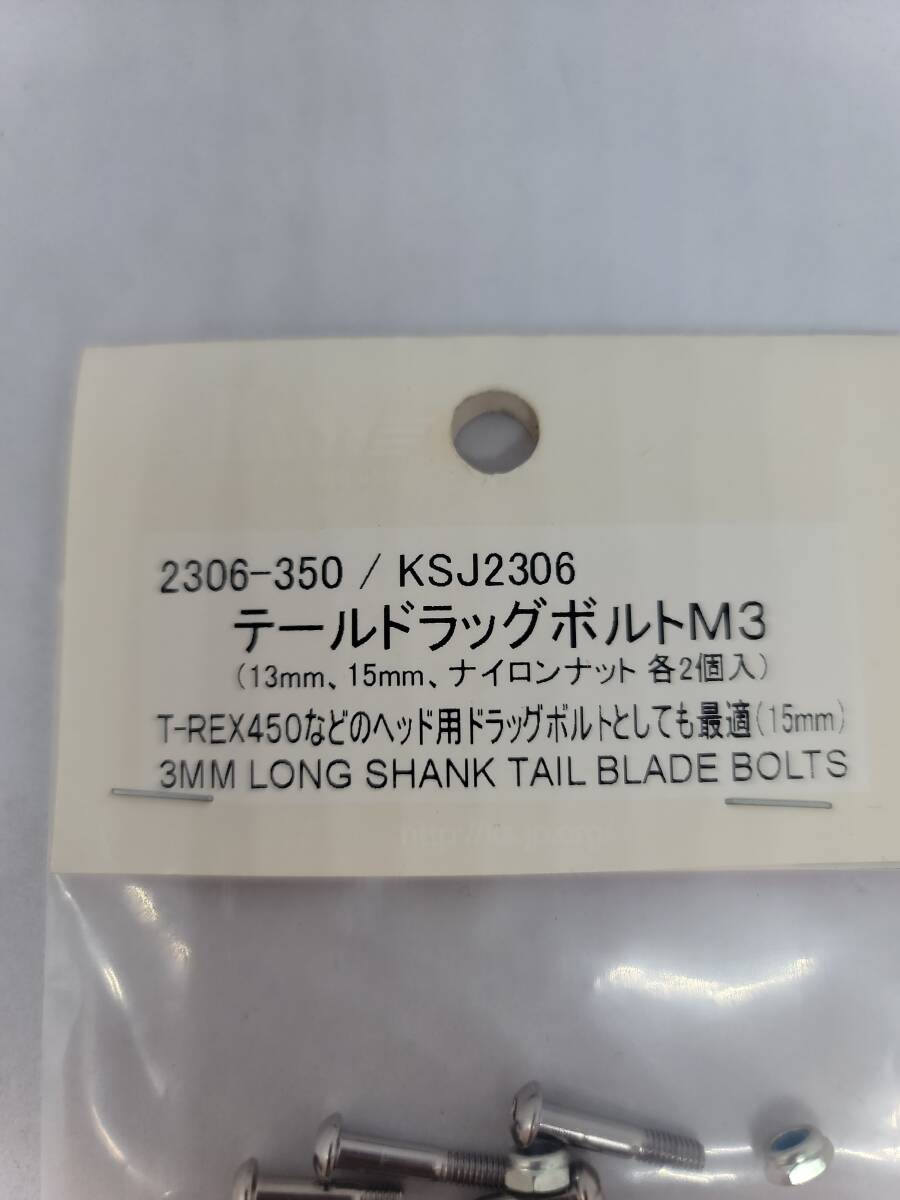 2306-350 / KSJ2306
テールドラッグボルトM3
(13mm、15mm、ナイロンナット 各2個入)
T-REX450などのヘッド用ドラッグボルトとしても最適(15mm)
3MM LONG SHANK TAIL BLADE BOLTS